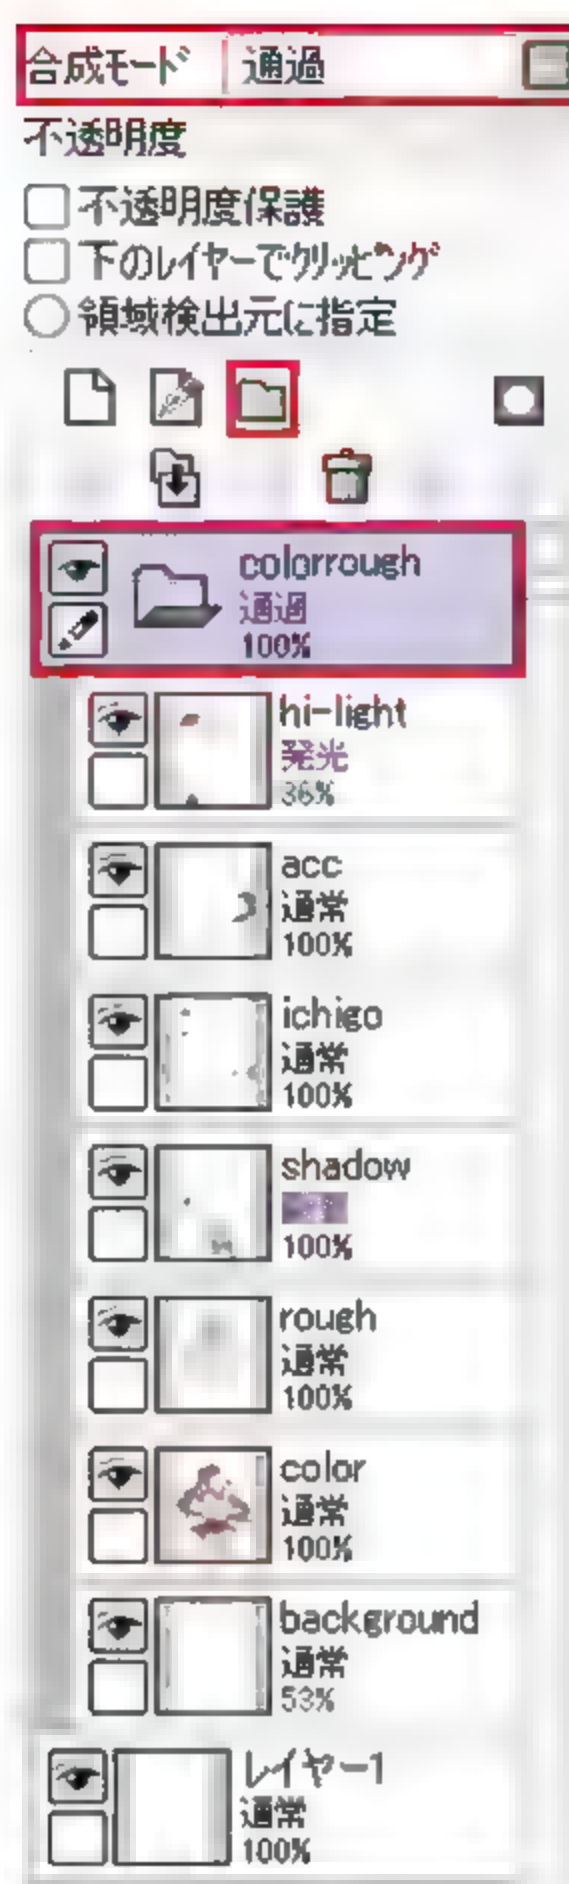 合成モード 通過
不透明度
不透明度保護
下のレイヤーでクリッピング
領域検出元に指定
colorrough
通過
100%
hi-light
発光
36%
acc
通常
100%
ichigo
通常
100%
shadow
100%
rough
通常
100%
color
通常
100%
background
通常
53%
レイヤー1
通常
100%